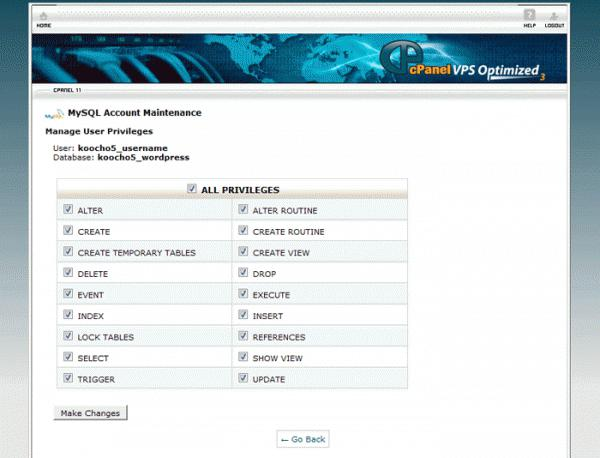 HOME
HELP LOGOUT
cPanel VPS Optimized 3
CPANEL 11
MySQL MySQL Account Maintenance
Manage User Privileges
User: koocho5_username
Database: koocho5_wordpress
ALL PRIVILEGES
ALTER ALTER ROUTINE
CREATE CREATE ROUTINE
CREATE TEMPORARY TABLES CREATE VIEW
DELETE DROP
EVENT EXECUTE
INDEX INSERT
LOCK TABLES REFERENCES
SELECT SHOW VIEW
TRIGGER UPDATE
Make Changes
← Go Back